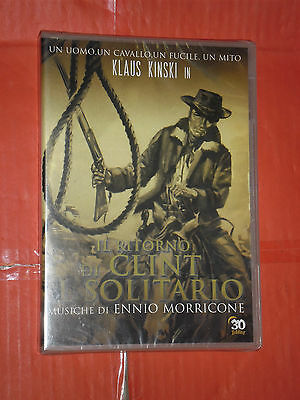 UN UOMO, UN CAVALLO, UN FUCILE, UN MITO
KLAUS KINSKI IN
IL RITORNO
DI CLINT
IL SOLITARIO
MUSICHE DI ENNIO MORRICONE
30